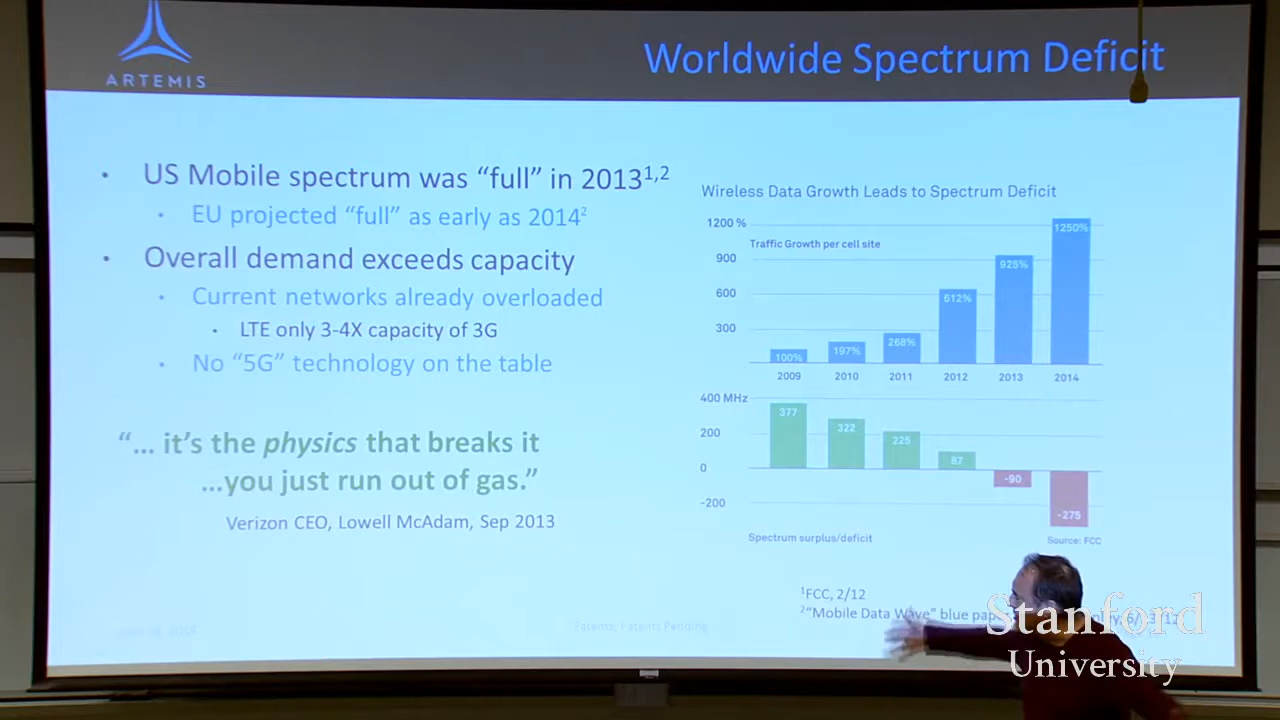 ARTEMIS
Worldwide Spectrum Deficit
• US Mobile spectrum was “full” in 2013¹,²
• EU projected “full” as early as 2014²
• Overall demand exceeds capacity
• Current networks already overloaded
• LTE only 3-4X capacity of 3G
• No “5G” technology on the table
“… it’s the physics that breaks it
…you just run out of gas.”
Verizon CEO, Lowell McAdam, Sep 2013
Wireless Data Growth Leads to Spectrum Deficit
1200 %
Traffic Growth per cell site
900
600
300
100%
197%
268%
612%
925%
1250%
2009 2010 2011 2012 2013 2014
400 MHz
200
0
-200
377
322
225
87
-90
-275
Spectrum surplus/deficit
Source: FCC
¹FCC, 2/12
²“Mobile Data Wave” blue
Patents, Patents Pending
Stanford
University